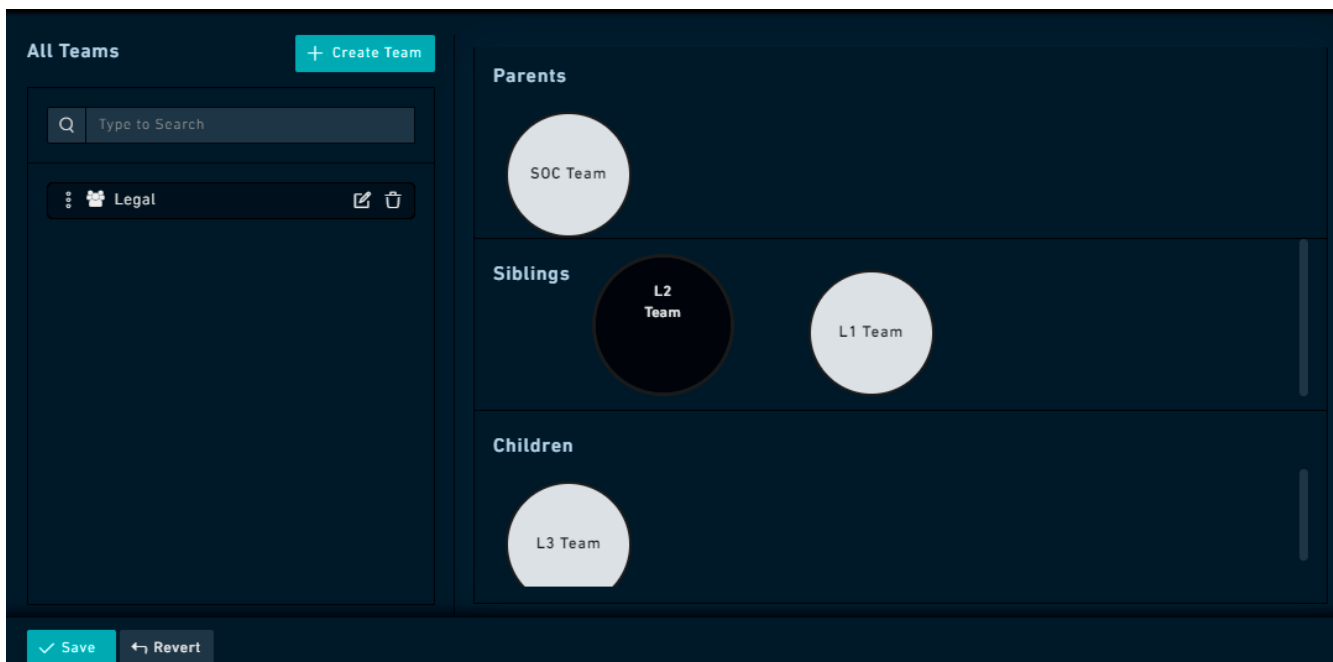 All Teams
+ Create Team
Type to Search
Legal
Parents
SOC Team
Siblings
L2
Team
L1 Team
Children
L3 Team
Save
Revert